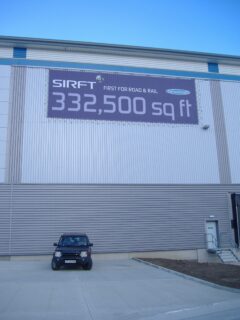 SIRFT FIRST FOR ROAD & RAIL
332,500 sq ft